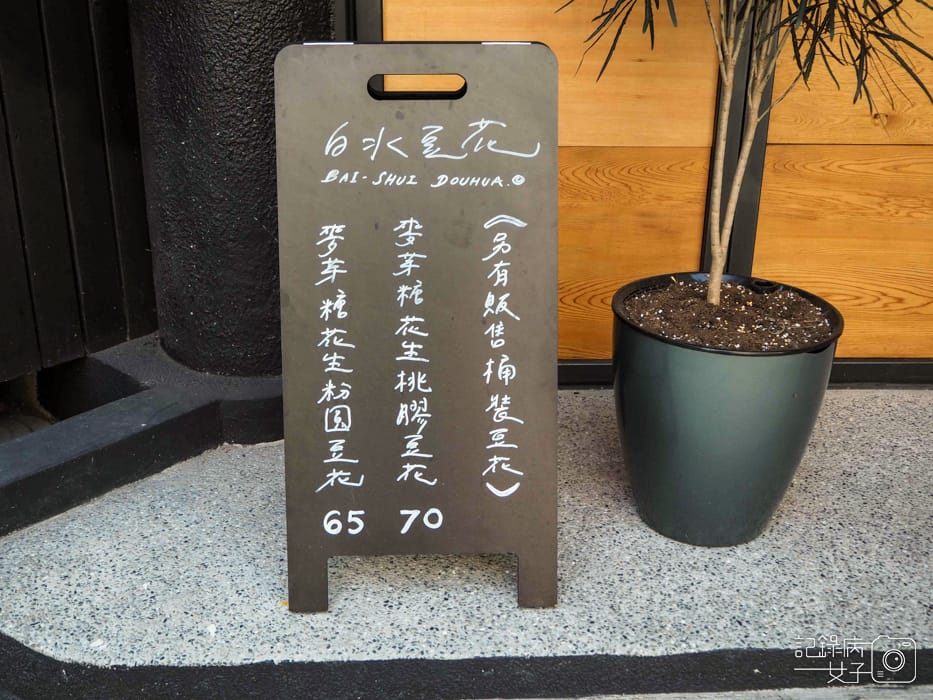 白水豆花
BAI-SHUI DOUHUA.
《另有販售桶裝豆花》
麥芽糖花生桃膠豆花 70
麥芽糖花生粉圓豆花 65
記錄病
女子